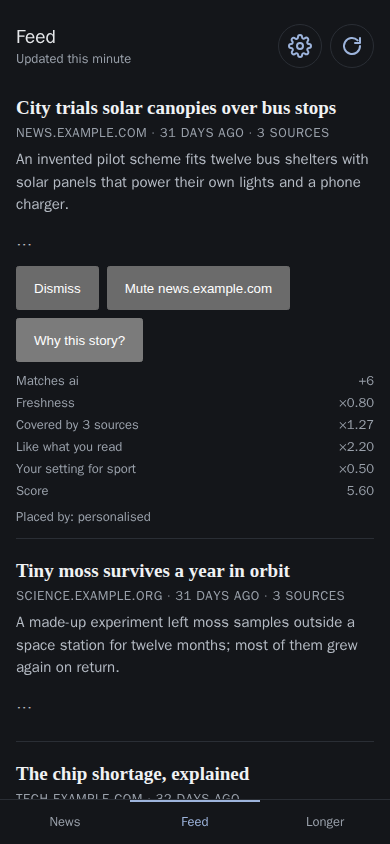 Feed
Updated this minute
City trials solar canopies over bus stops
NEWS.EXAMPLE.COM · 31 DAYS AGO · 3 SOURCES
An invented pilot scheme fits twelve bus shelters with
solar panels that power their own lights and a phone
charger.
...
Dismiss
Mute news.example.com
Why this story?
Matches ai +6
Freshness ×0.80
Covered by 3 sources ×1.27
Like what you read ×2.20
Your setting for sport ×0.50
Score 5.60
Placed by: personalised
Tiny moss survives a year in orbit
SCIENCE.EXAMPLE.ORG · 31 DAYS AGO · 3 SOURCES
A made-up experiment left moss samples outside a
space station for twelve months; most of them grew
again on return.
...
The chip shortage, explained
TECH.EXAMPLE.COM · 32 DAYS AGO
News Feed Longer